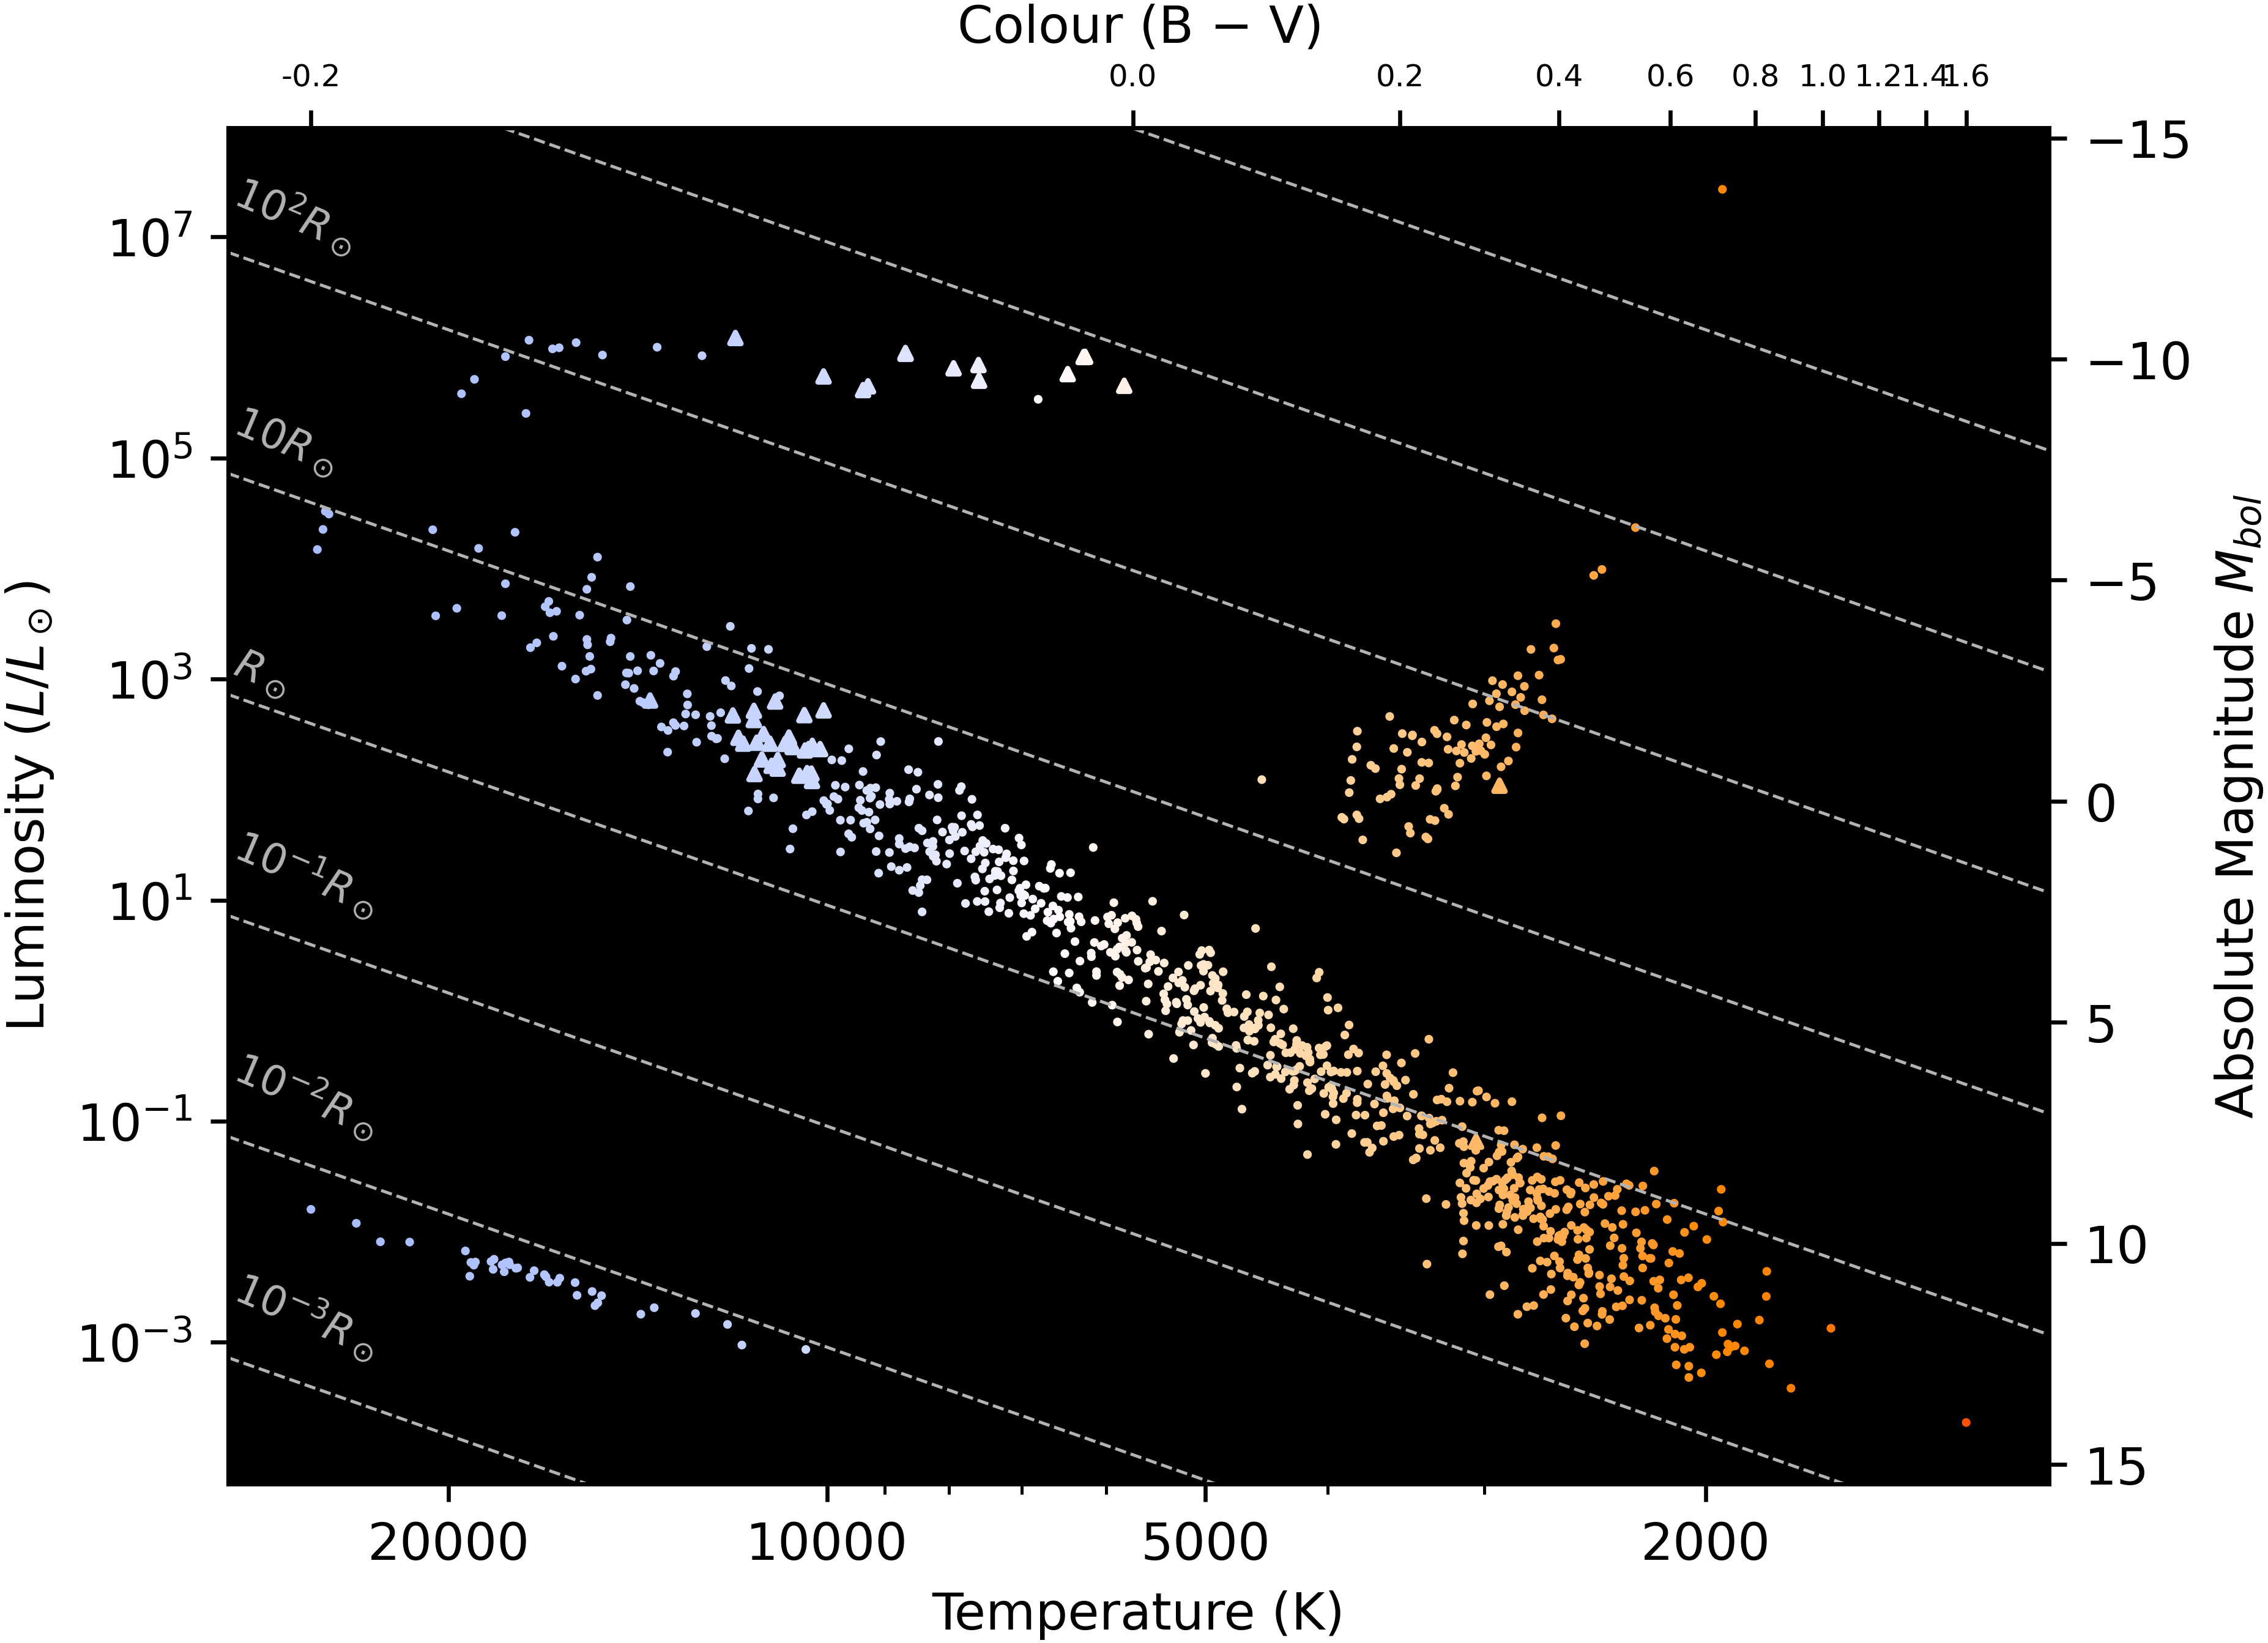 Colour (B − V)
-0.2 0.0 0.2 0.4 0.6 0.8 1.0 1.2 1.4 1.6
Luminosity (L/L⊙)
10⁷
10⁵
10³
10¹
10⁻¹
10⁻³
10²R⊙
10R⊙
R⊙
10⁻¹R⊙
10⁻²R⊙
10⁻³R⊙
−15
−10
−5
0
5
10
15
Absolute Magnitude M_bol
20000 10000 5000 2000
Temperature (K)